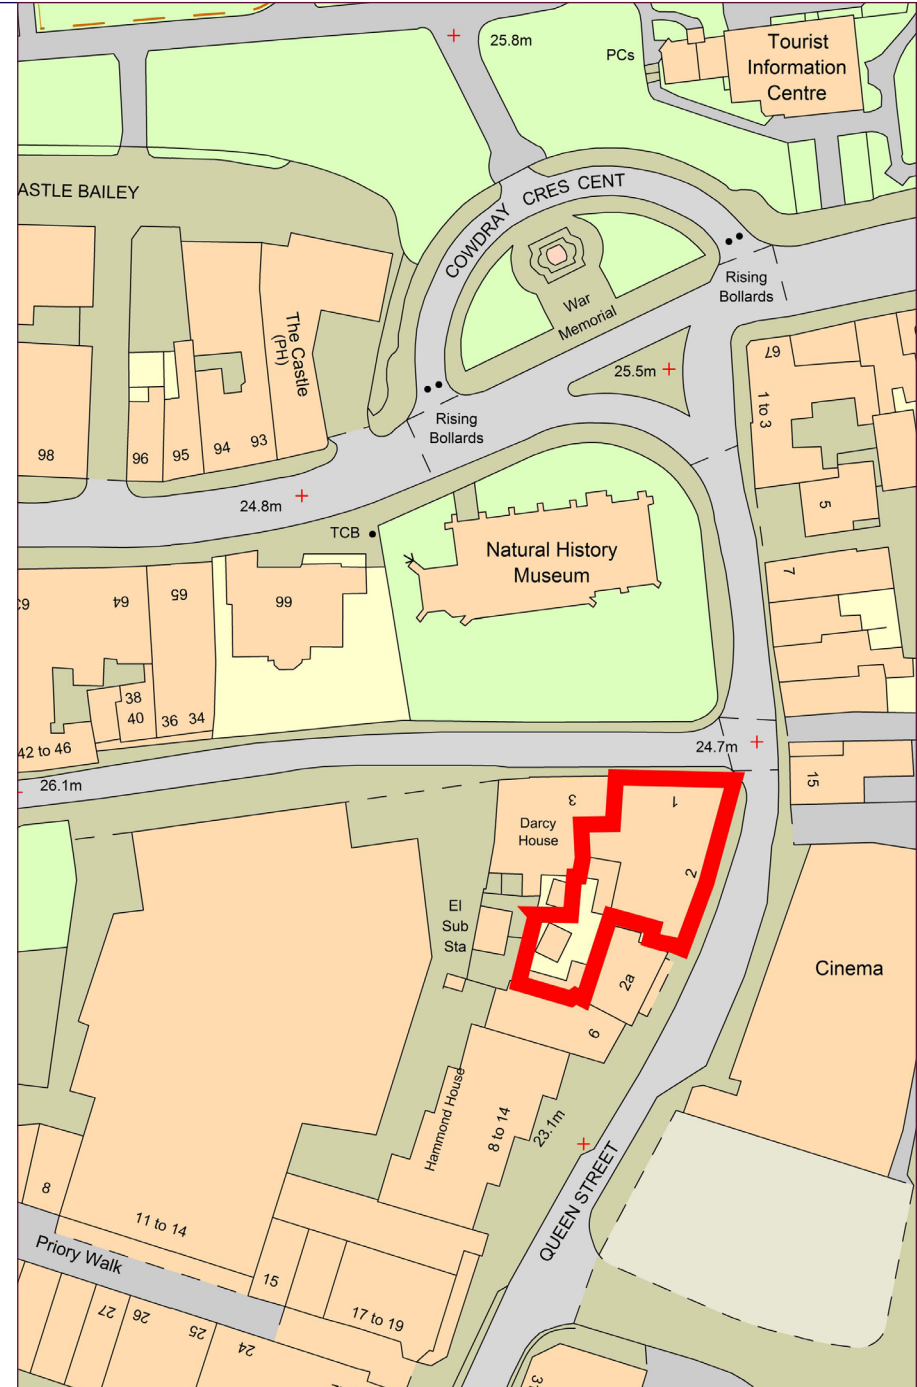 25.8m
PCs
Tourist
Information
Centre
ASTLE BAILEY
COWDRAY CRES CENT
War
Memorial
Rising
Bollards
The Castle
(PH)
25.5m
67
1 to 3
Rising
Bollards
98
96
95
94
93
24.8m
TCB
5
Natural History
Museum
7
63
64
65
66
38
40
36
34
42 to 46
24.7m
26.1m
15
3
1
Darcy
House
2
El
Sub
Sta
Cinema
2a
6
Hammond House
8 to 14
23.1m
QUEEN STREET
8
11 to 14
Priory Walk
15
17 to 19
27
26
25
24